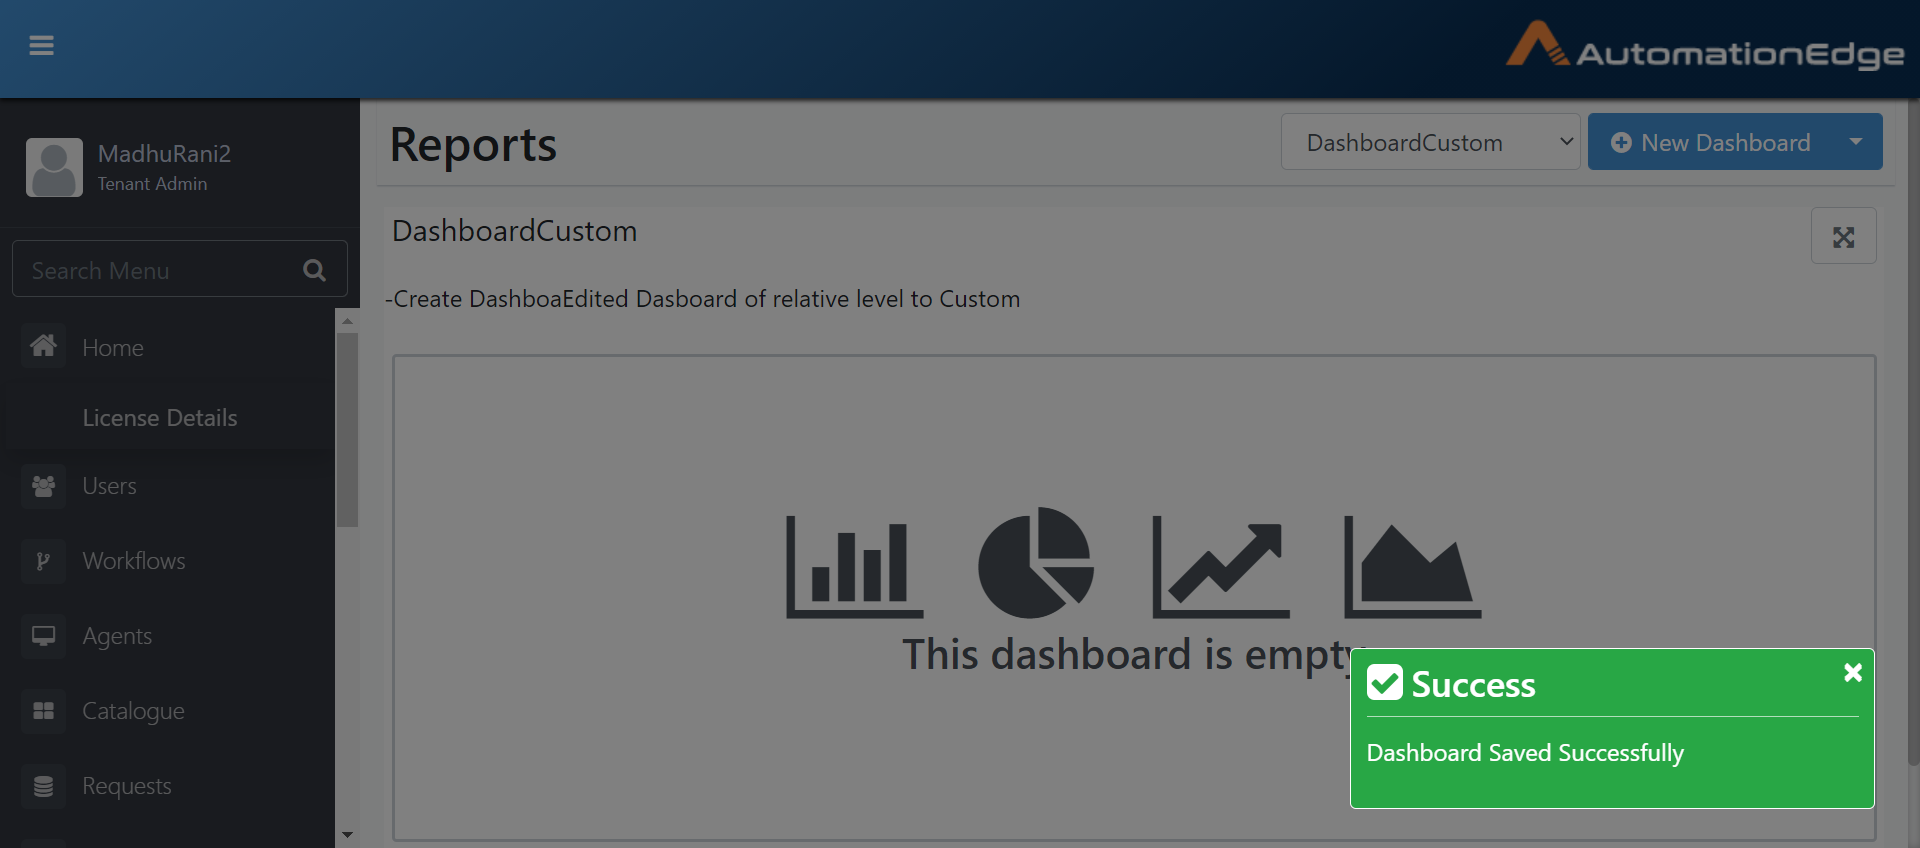 AutomationEdge
MadhuRani2
Tenant Admin
Search Menu
Home
License Details
Users
Workflows
Agents
Catalogue
Requests
Reports
DashboardCustom
New Dashboard
DashboardCustom
-Create DashboaEdited Dasboard of relative level to Custom
This dashboard is empty
Success
Dashboard Saved Successfully